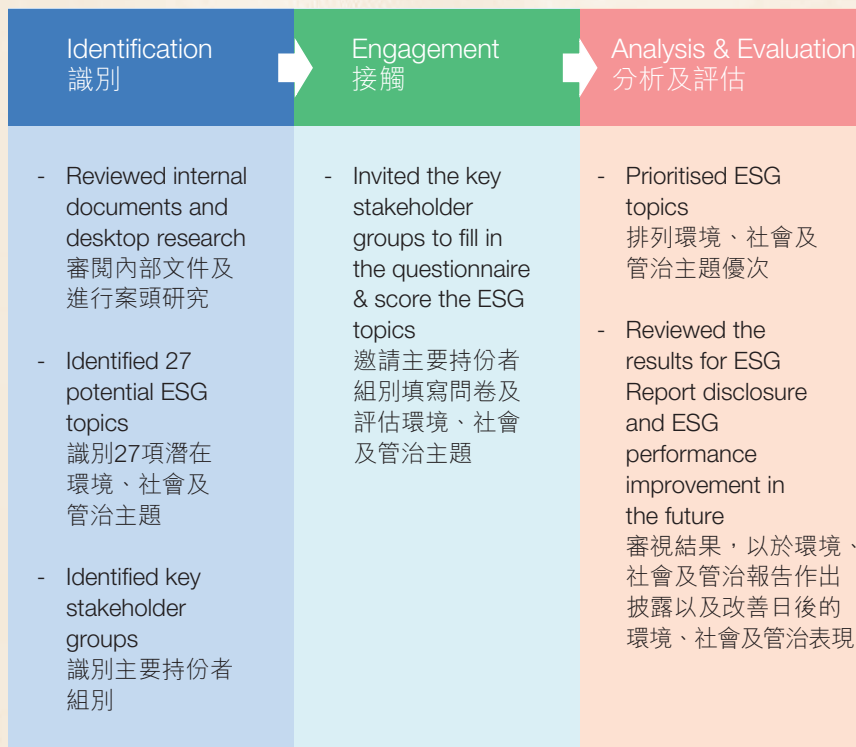 Identification
識別
Engagement
接觸
Analysis & Evaluation
分析及評估
- Reviewed internal
documents and
desktop research
審閱內部文件及
進行案頭研究
- Identified 27
potential ESG
topics
識別27項潛在
環境、社會及
管治主題
- Identified key
stakeholder
groups
識別主要持份者
組別
- Invited the key
stakeholder
groups to fill in
the questionnaire
& score the ESG
topics
邀請主要持份者
組別填寫問卷及
評估環境、社會
及管治主題
- Prioritised ESG
topics
排列環境、社會及
管治主題優次
- Reviewed the
results for ESG
Report disclosure
and ESG
performance
improvement in
the future
審視結果，以於環境、
社會及管治報告作出
披露以及改善日後的
環境、社會及管治表現